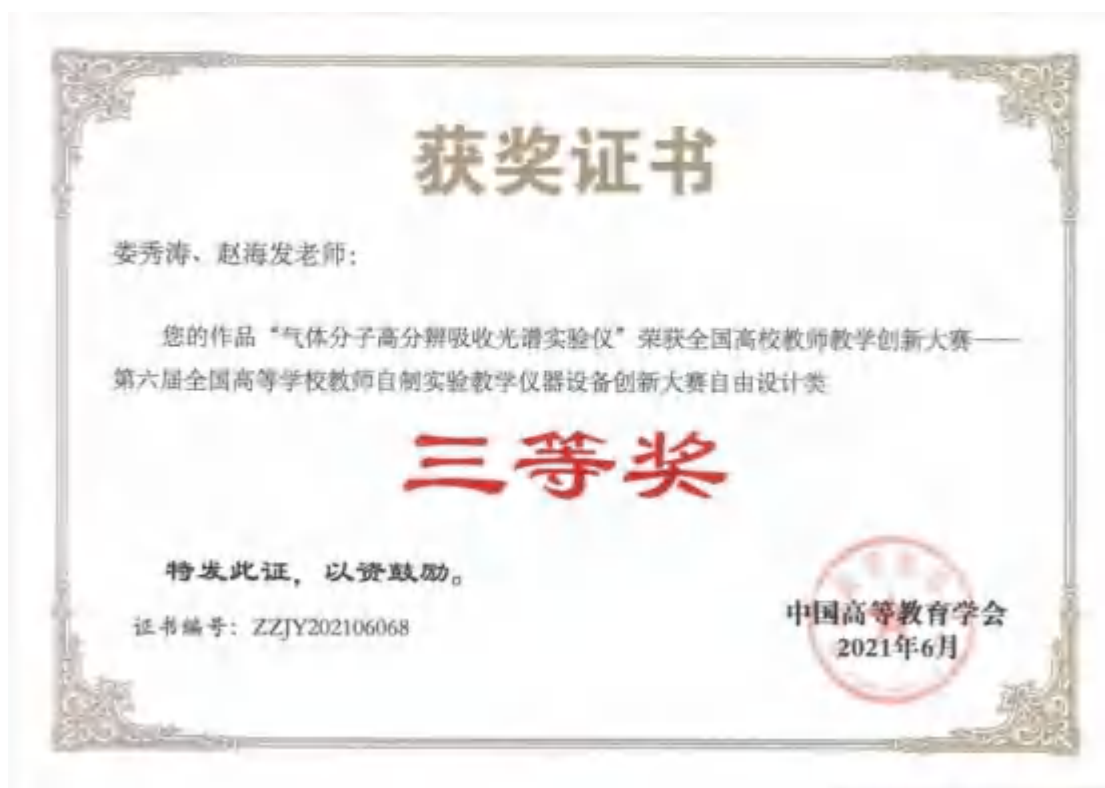 获奖证书
娄秀涛、赵海发老师：
您的作品“气体分子高分辨吸收光谱实验仪”荣获全国高校教师教学创新大赛——
第六届全国高等学校教师自制实验教学仪器设备创新大赛自由设计类
三等奖
特发此证，以资鼓励。
证书编号：ZZJY202106068
中国高等教育学会
2021年6月